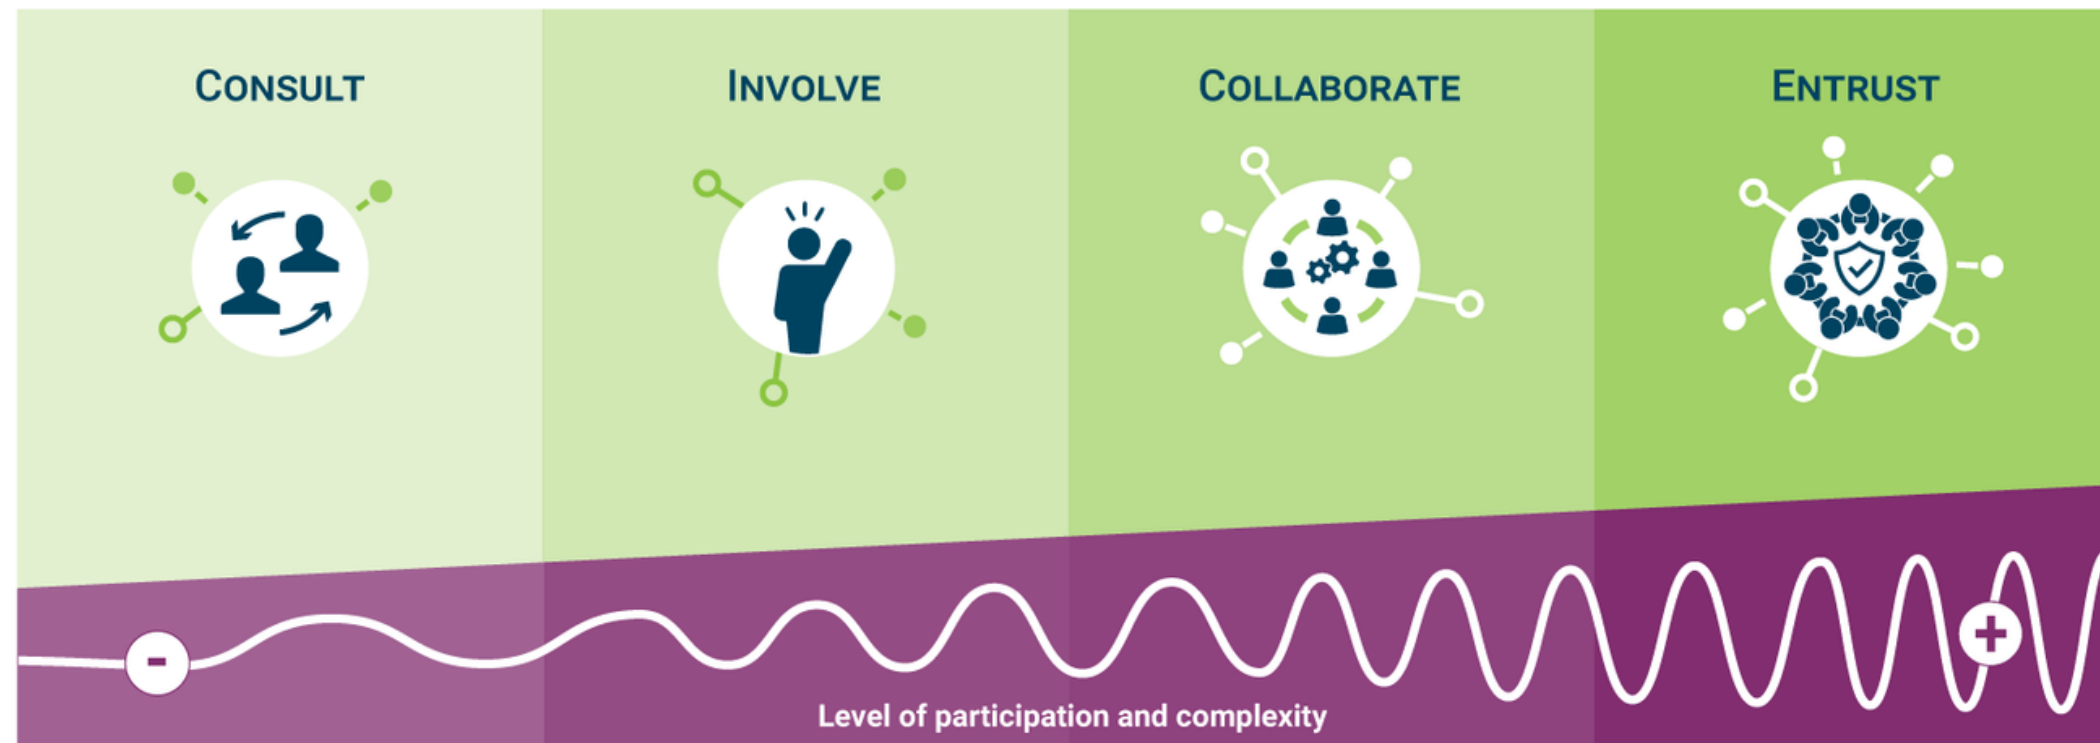 CONSULT
INVOLVE
COLLABORATE
ENTRUST
-
+
Level of participation and complexity